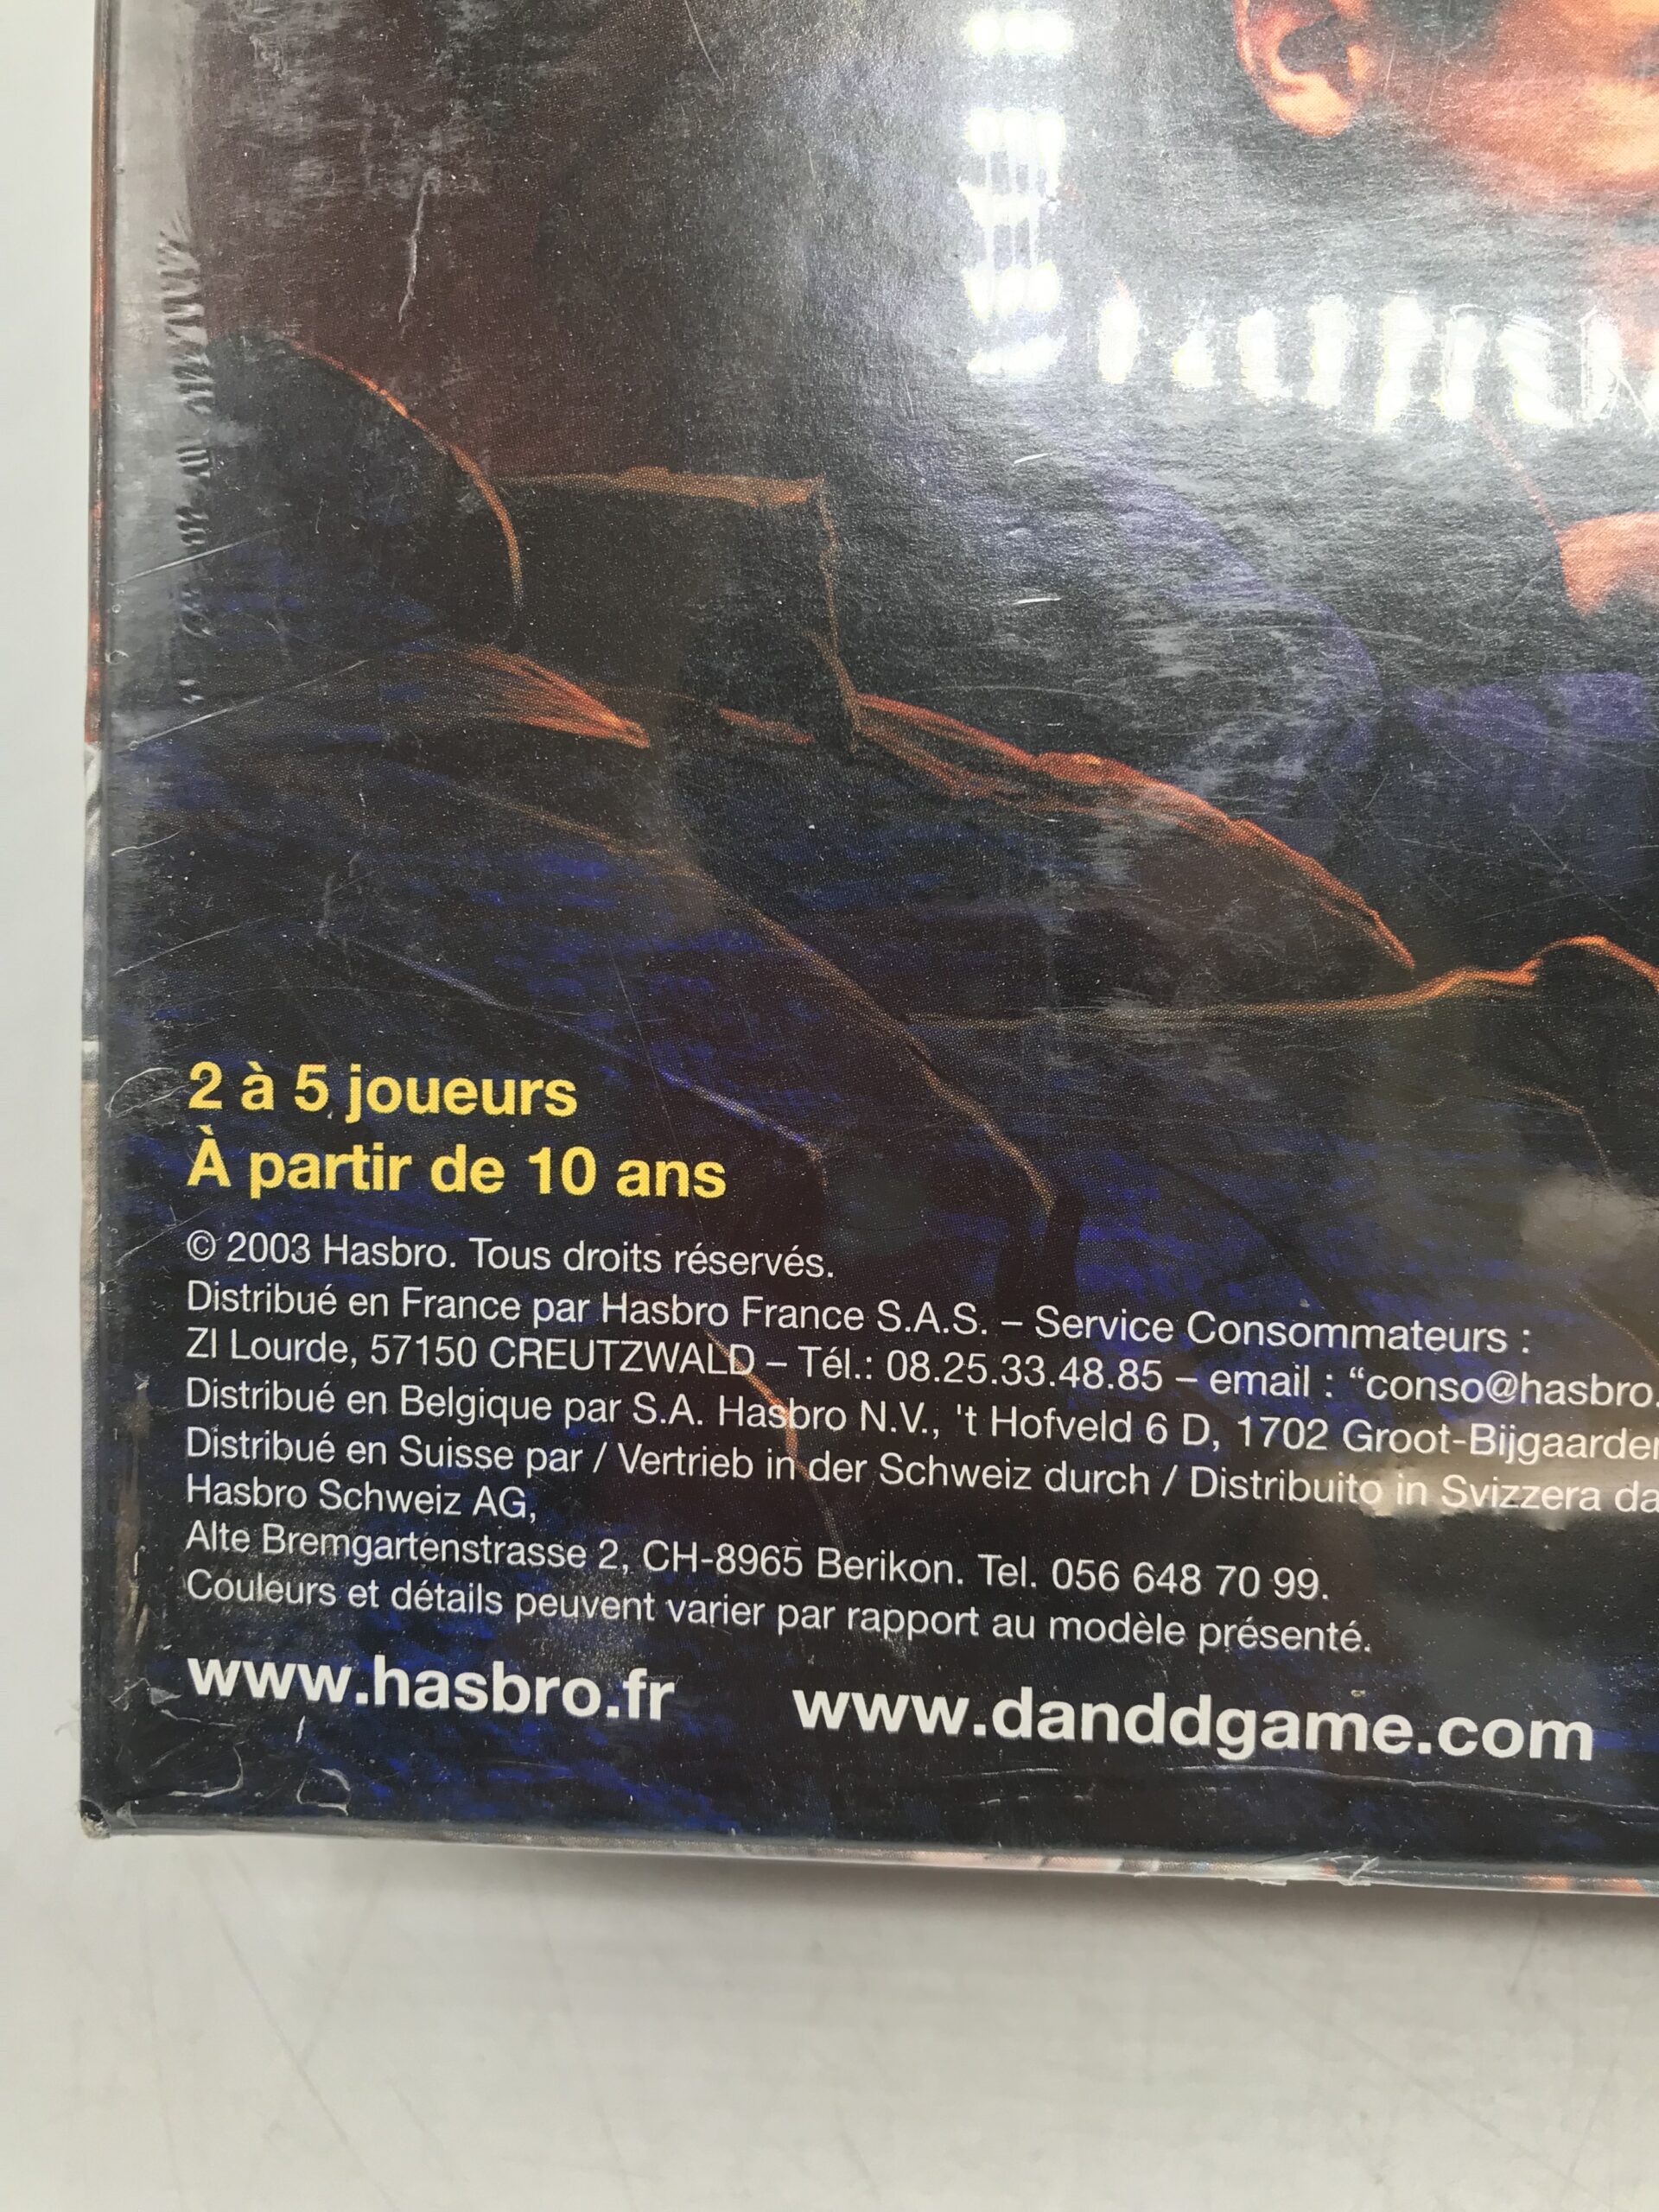 2 à 5 joueurs
À partir de 10 ans
© 2003 Hasbro. Tous droits réservés.
Distribué en France par Hasbro France S.A.S. – Service Consommateurs :
ZI Lourde, 57150 CREUTZWALD – Tél.: 08.25.33.48.85 – email : “conso@hasbro.
Distribué en Belgique par S.A. Hasbro N.V., 't Hofveld 6 D, 1702 Groot-Bijgaarden
Distribué en Suisse par / Vertrieb in der Schweiz durch / Distribuito in Svizzera da
Hasbro Schweiz AG,
Alte Bremgartenstrasse 2, CH-8965 Berikon. Tel. 056 648 70 99.
Couleurs et détails peuvent varier par rapport au modèle présenté.
www.hasbro.fr www.danddgame.com